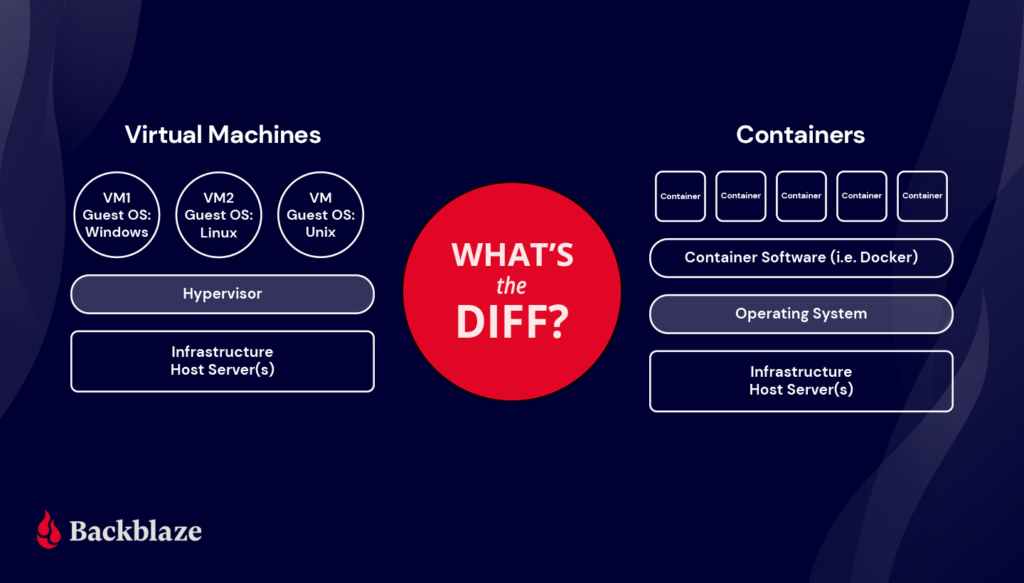 Virtual Machines
VM1
Guest OS:
Windows
VM2
Guest OS:
Linux
VM
Guest OS:
Unix
Hypervisor
Infrastructure
Host Server(s)
WHAT'S
the
DIFF?
Containers
Container
Container
Container
Container
Container
Container Software (i.e. Docker)
Operating System
Infrastructure
Host Server(s)
Backblaze